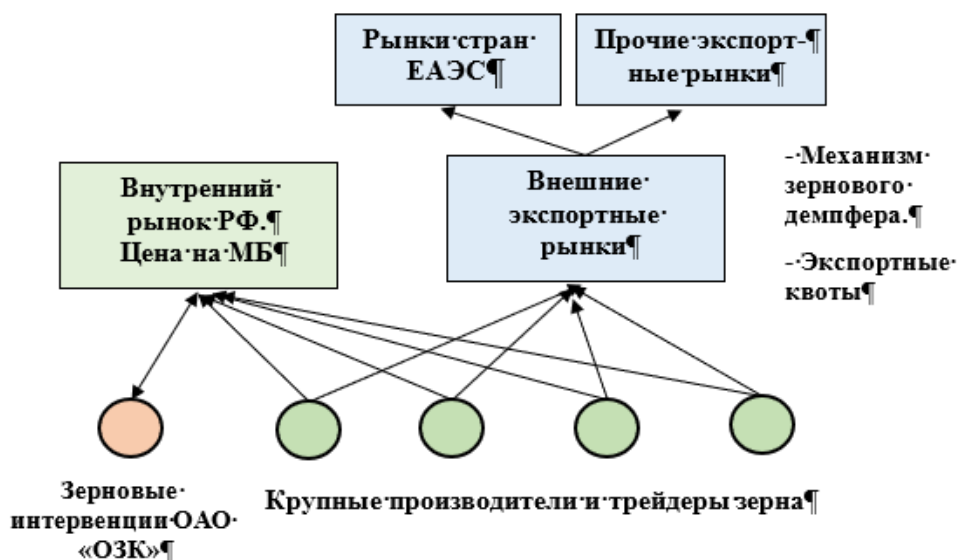 Рынки·стран·
ЕАЭС¶
Прочие·экспорт-¶
ные·рынки¶
Внутренний·
рынок·РФ.¶
Цена·на·МБ¶
Внешние·
экспортные·
рынки¶
-·Механизм·
зернового·
демпфера.¶
-·Экспортные·
квоты¶
Зерновые·
интервенции·ОАО·
«ОЗК»¶
Крупные·производители·и·трейдеры·зерна¶